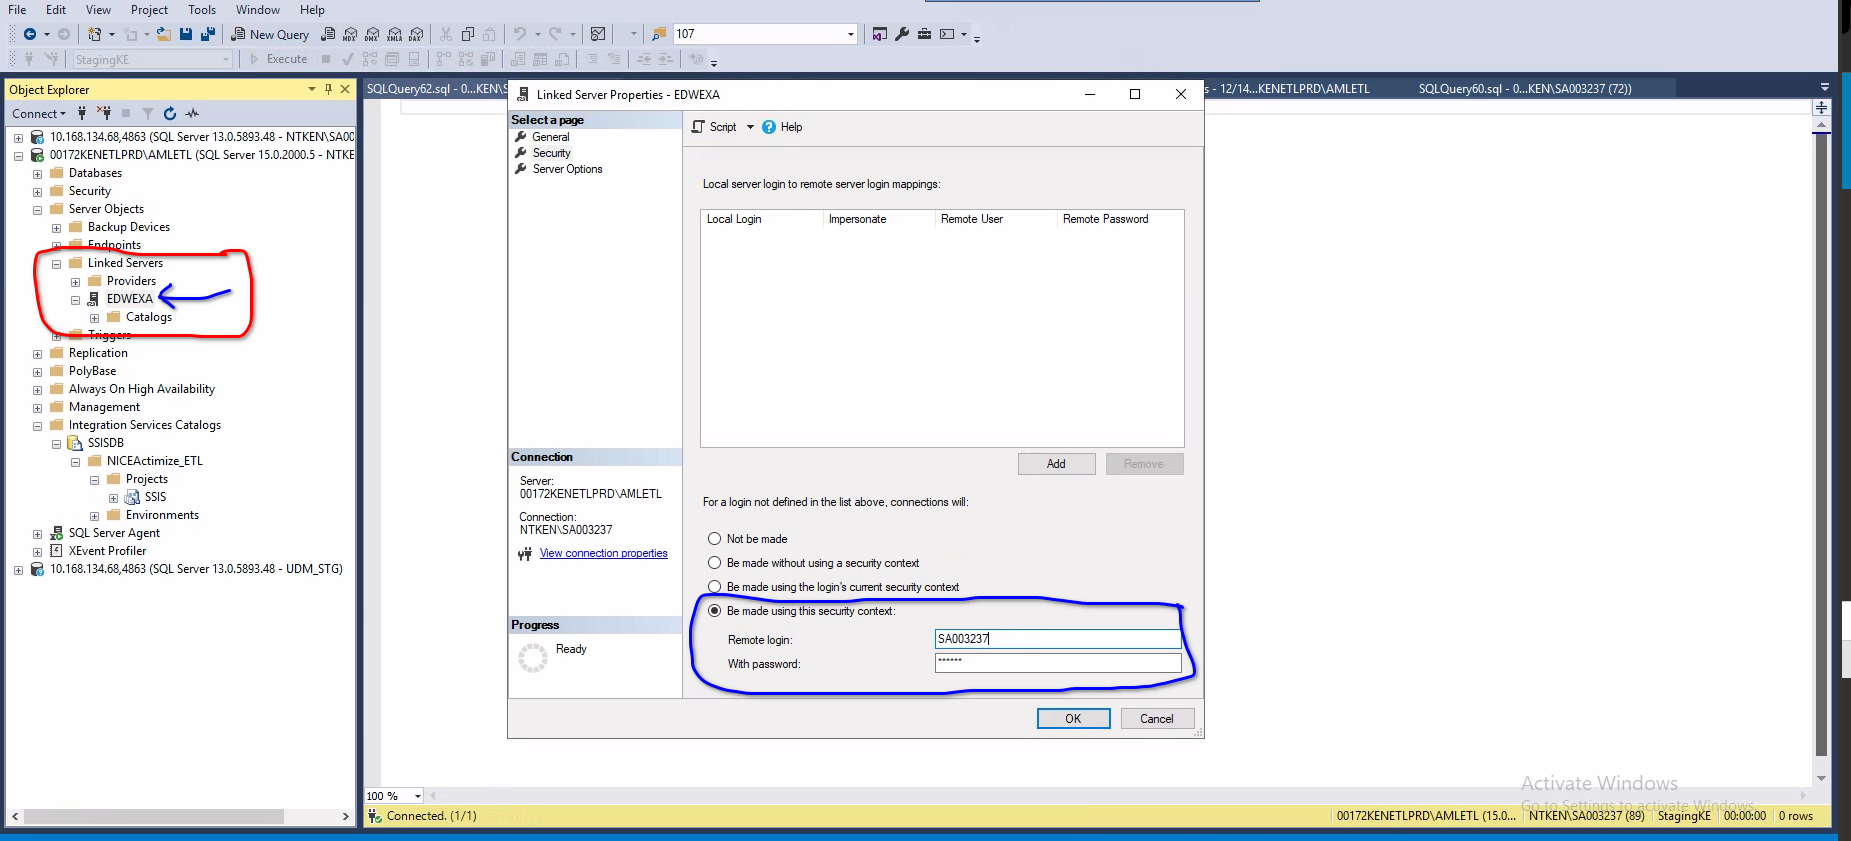 File Edit View Project Tools Window Help
New Query MDX DMX XMLA DAX 107
StagingKE Execute
Object Explorer
Connect
10.168.134.68,4863 (SQL Server 13.0.5893.48 - NTKEN\SA00
00172KENETLPRD\AMLETL (SQL Server 15.0.2000.5 - NTKE
Databases
Security
Server Objects
Backup Devices
Endpoints
Linked Servers
Providers
EDWEXA
Catalogs
Triggers
Replication
PolyBase
Always On High Availability
Management
Integration Services Catalogs
SSISDB
NICEActimize_ETL
Projects
SSIS
Environments
SQL Server Agent
XEvent Profiler
10.168.134.68,4863 (SQL Server 13.0.5893.48 - UDM_STG)
SQLQuery62.sql - 0...KEN\S
s - 12/14...KENETLPRD\AMLETL
SQLQuery60.sql - 0...KEN\SA003237 (72))
Linked Server Properties - EDWEXA
Select a page
General
Security
Server Options
Script Help
Local server login to remote server login mappings:
Local Login Impersonate Remote User Remote Password
Add Remove
Connection
Server:
00172KENETLPRD\AMLETL
Connection:
NTKEN\SA003237
View connection properties
Progress
Ready
For a login not defined in the list above, connections will:
Not be made
Be made without using a security context
Be made using the login's current security context
Be made using this security context:
Remote login: SA003237
With password: ******
OK Cancel
100 %
Activate Windows
Go to Settings to activate Windows.
Connected. (1/1)
00172KENETLPRD\AMLETL (15.0... NTKEN\SA003237 (89) StagingKE 00:00:00 0 rows